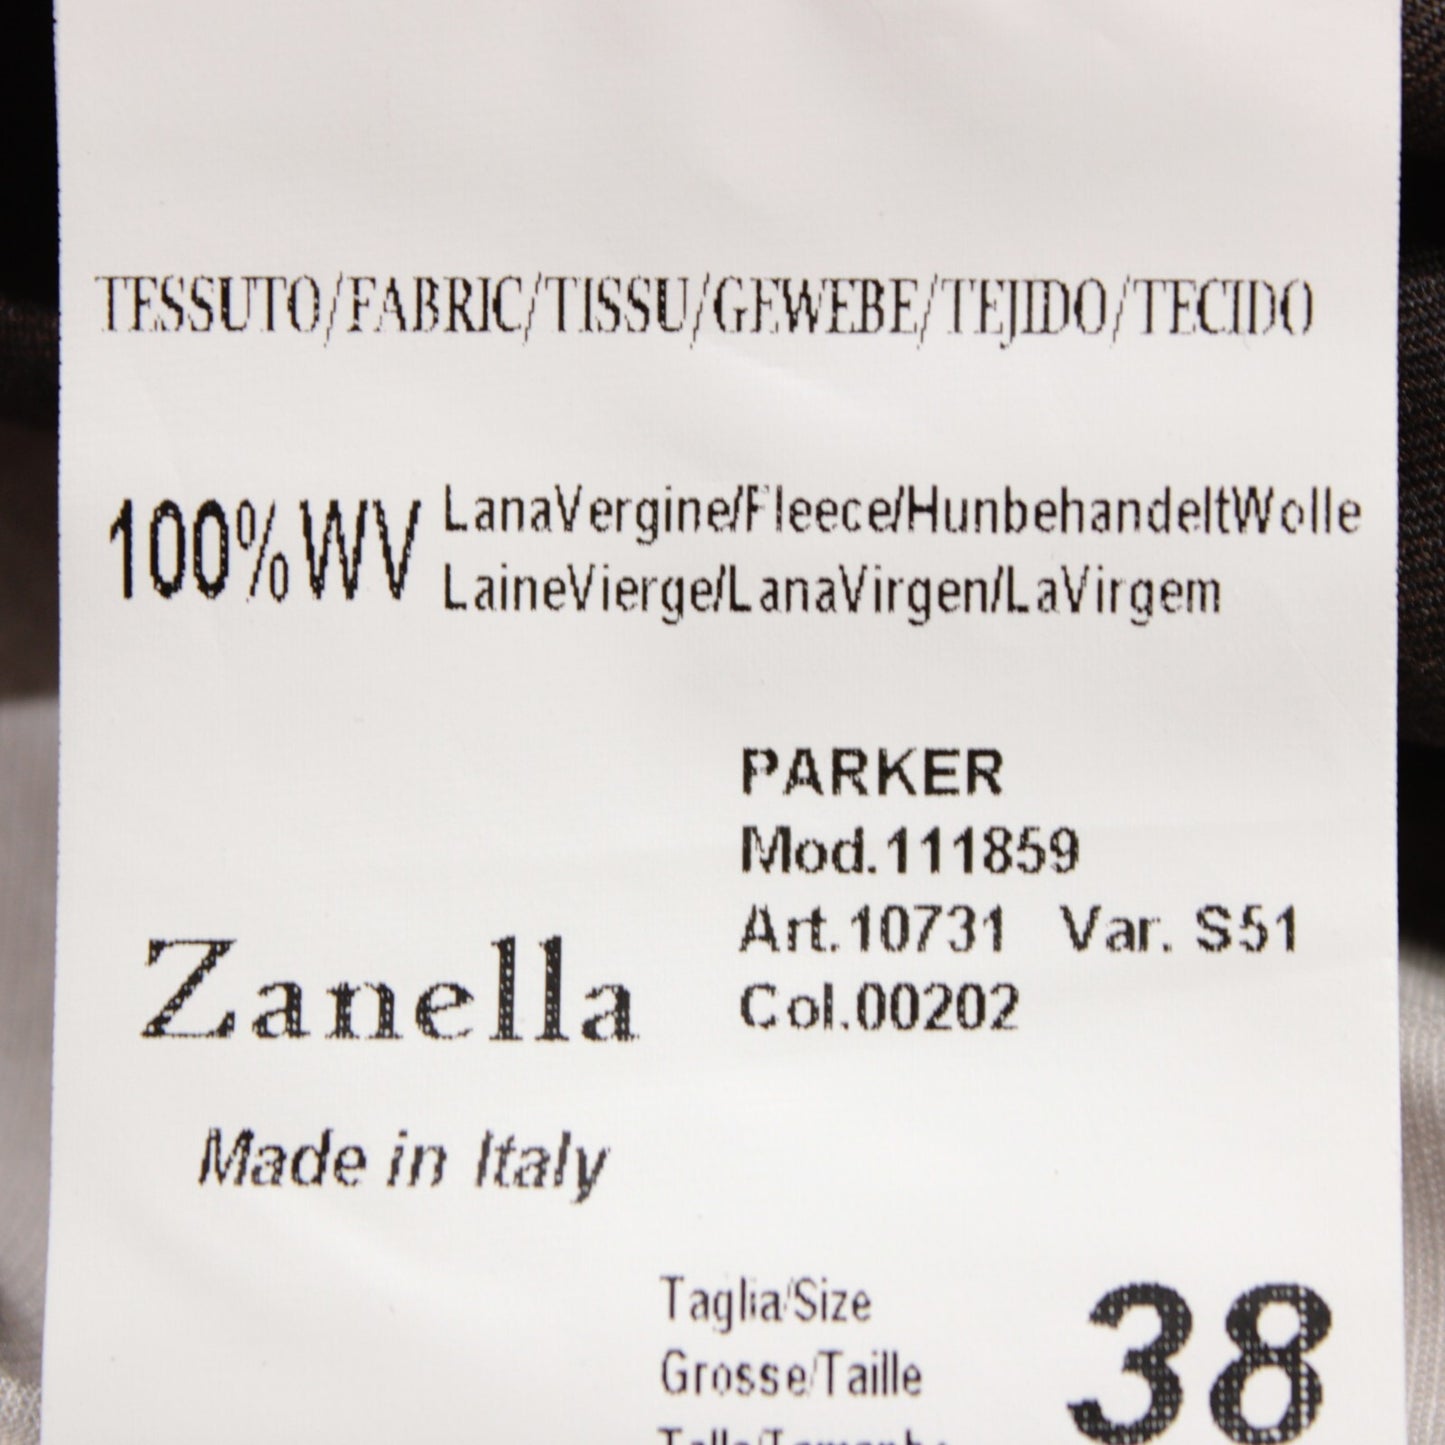 TESSUTO/FABRIC/TISSU/GEWEBE/TEJIDO/TECIDO
100%WV
LanaVergine/Fleece/HunbehandeltWolle
LaineVierge/LanaVirgen/LaVirgem
PARKER
Mod.111859
Art.10731 Var. S51
Col.00202
Zanella
Made in Italy
Taglia/Size
Grosse/Taille
38